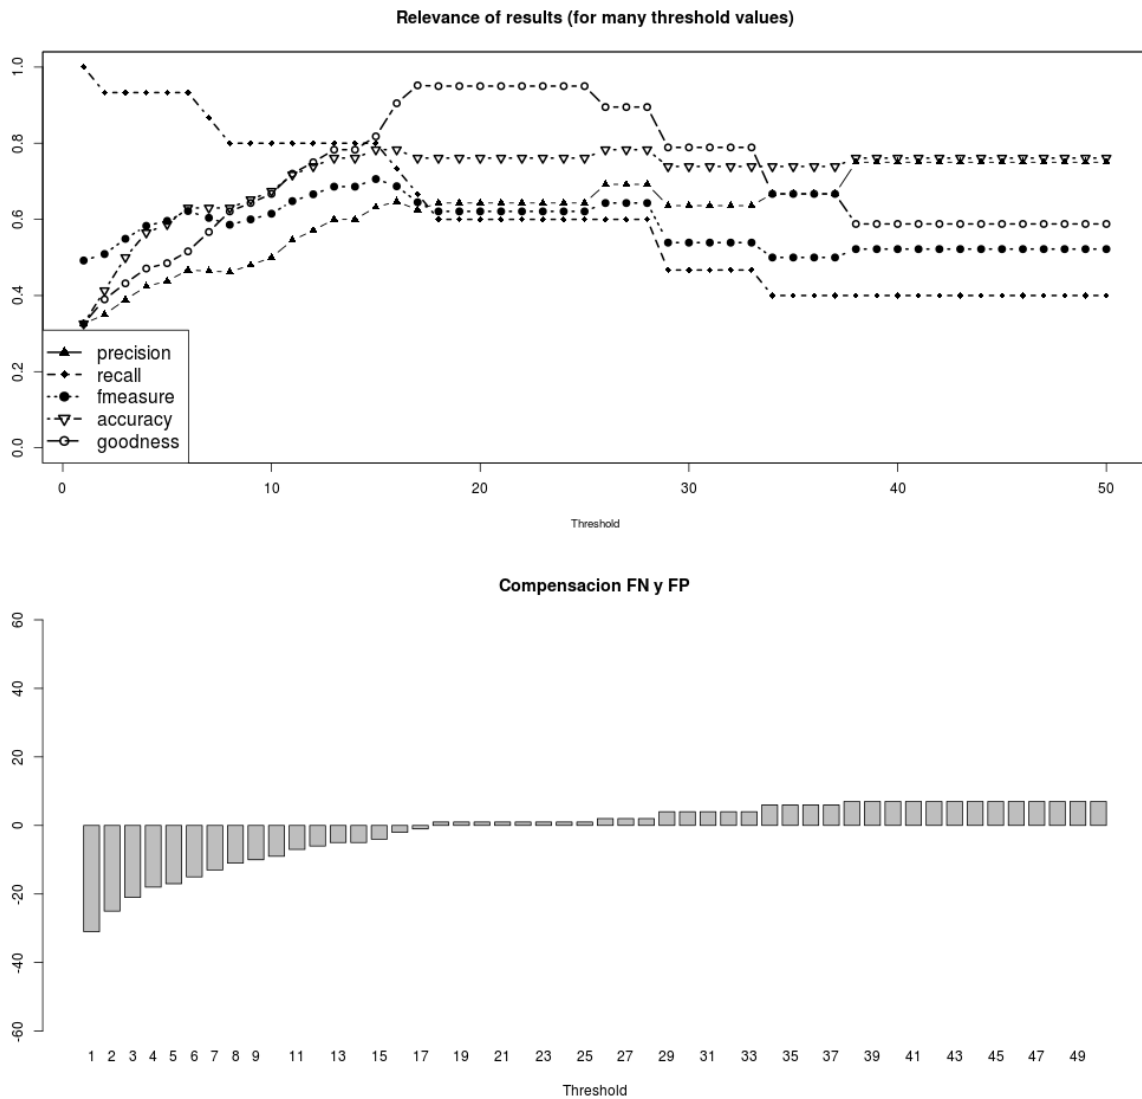 Relevance of results (for many threshold values)
1.0
0.8
0.6
0.4
0.2
0.0
precision
recall
fmeasure
accuracy
goodness
0 10 20 30 40 50
Threshold
Compensacion FN y FP
60
40
20
0
-20
-40
-60
1 2 3 4 5 6 7 8 9 11 13 15 17 19 21 23 25 27 29 31 33 35 37 39 41 43 45 47 49
Threshold